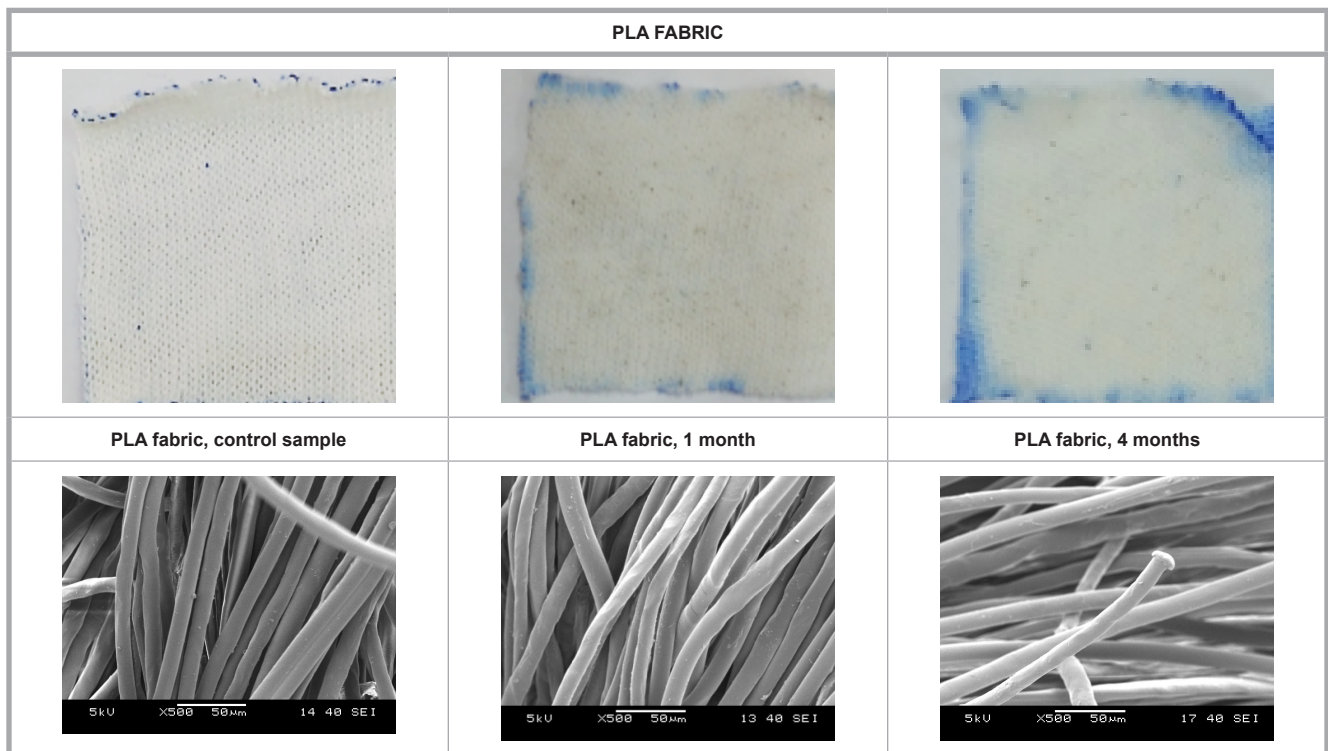 PLA FABRIC
PLA fabric, control sample
PLA fabric, 1 month
PLA fabric, 4 months
5kV X500 50µm 14 40 SEI
5kV X500 50µm 13 40 SEI
5kV X500 50µm 17 40 SEI